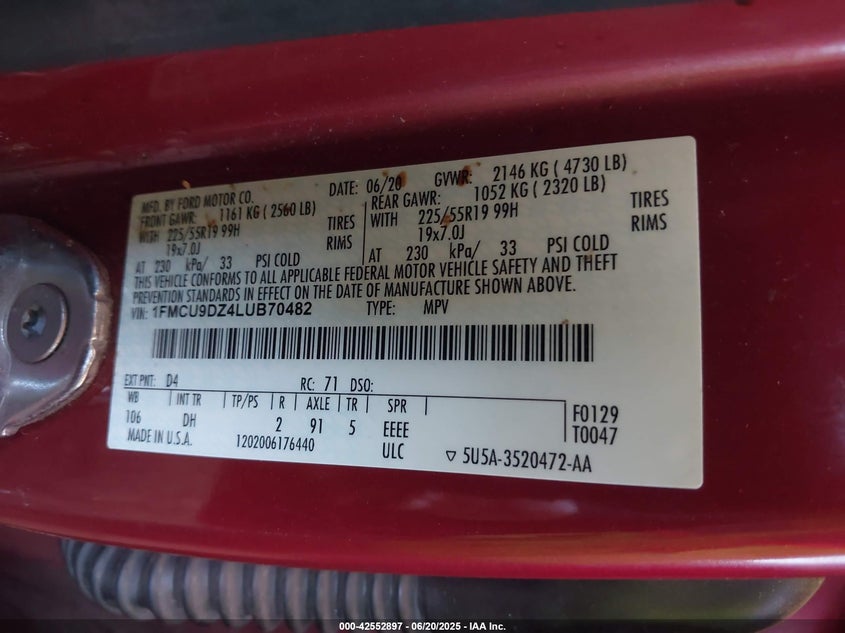 MFD. BY FORD MOTOR CO. DATE: 06/20 GVWR: 2146 KG ( 4730 LB)
FRONT GAWR: 1161 KG ( 2560 LB) REAR GAWR: 1052 KG ( 2320 LB)
WITH 225/55R19 99H TIRES WITH 225/55R19 99H TIRES
19x7.0J RIMS 19x7.0J RIMS
AT 230 kPa/ 33 PSI COLD AT 230 kPa/ 33 PSI COLD
THIS VEHICLE CONFORMS TO ALL APPLICABLE FEDERAL MOTOR VEHICLE SAFETY AND THEFT
PREVENTION STANDARDS IN EFFECT ON THE DATE OF MANUFACTURE SHOWN ABOVE.
VIN: 1FMCU9DZ4LUB70482 TYPE: MPV
EXT PNT: D4 RC: 71 DSO:
WB INT TR TP/PS R AXLE TR SPR
106 DH 2 91 5 EEEE F0129
MADE IN U.S.A. 1202006176440 ULC T0047
▽ 5U5A-3520472-AA
000-42552897 - 06/20/2025 - IAA Inc.